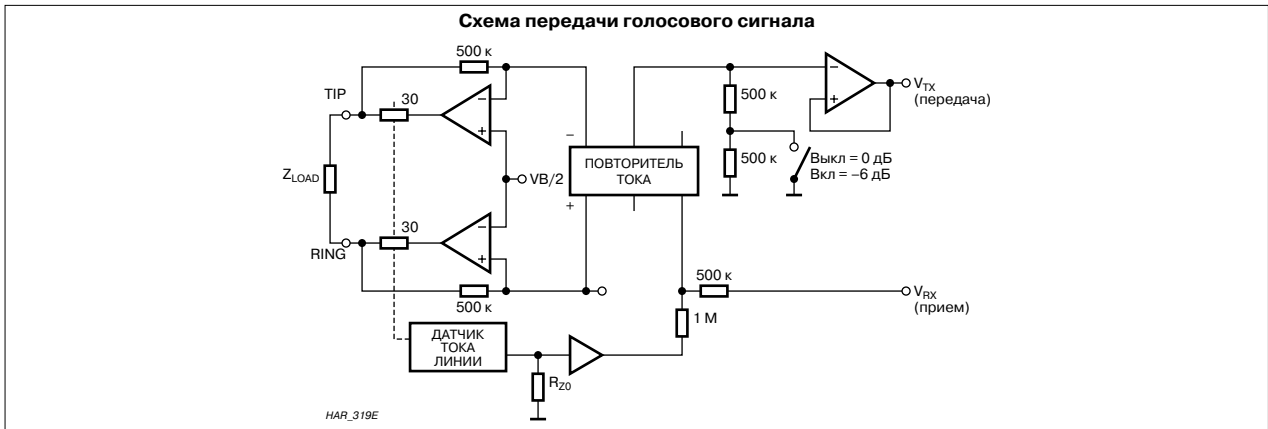 Схема передачи голосового сигнала
500 к
TIP
30
Z_LOAD
VB/2
30
RING
500 к
ДАТЧИК
ТОКА
ЛИНИИ
R_Z0
–
+
–
+
–
ПОВТОРИТЕЛЬ
ТОКА
+
500 к
500 к
Выкл = 0 дБ
Вкл = –6 дБ
–
+
V_TX
(передача)
500 к
V_RX
(прием)
1 М
HAR_319E